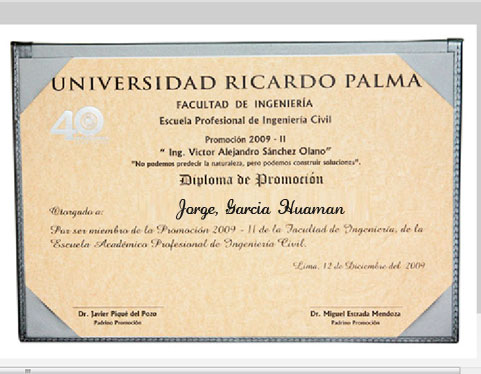 UNIVERSIDAD RICARDO PALMA
FACULTAD DE INGENIERÍA
Escuela Profesional de Ingeniería Civil
40
Promoción 2009 - II
" Ing. Victor Alejandro Sánchez Olano"
"No podemos predecir la naturaleza, pero podemos construir soluciones".
Diploma de Promoción
Jorge, Garcia Huaman
Otorgado a:
Por ser miembro de la Promoción 2009 - II de la Facultad de Ingeniería, de la
Escuela Académico Profesional de Ingeniería Civil.
Lima, 12 de Diciembre del 2009
Dr. Javier Piqué del Pozo
Padrino Promoción
Dr. Miguel Estrada Mendoza
Padrino Promoción